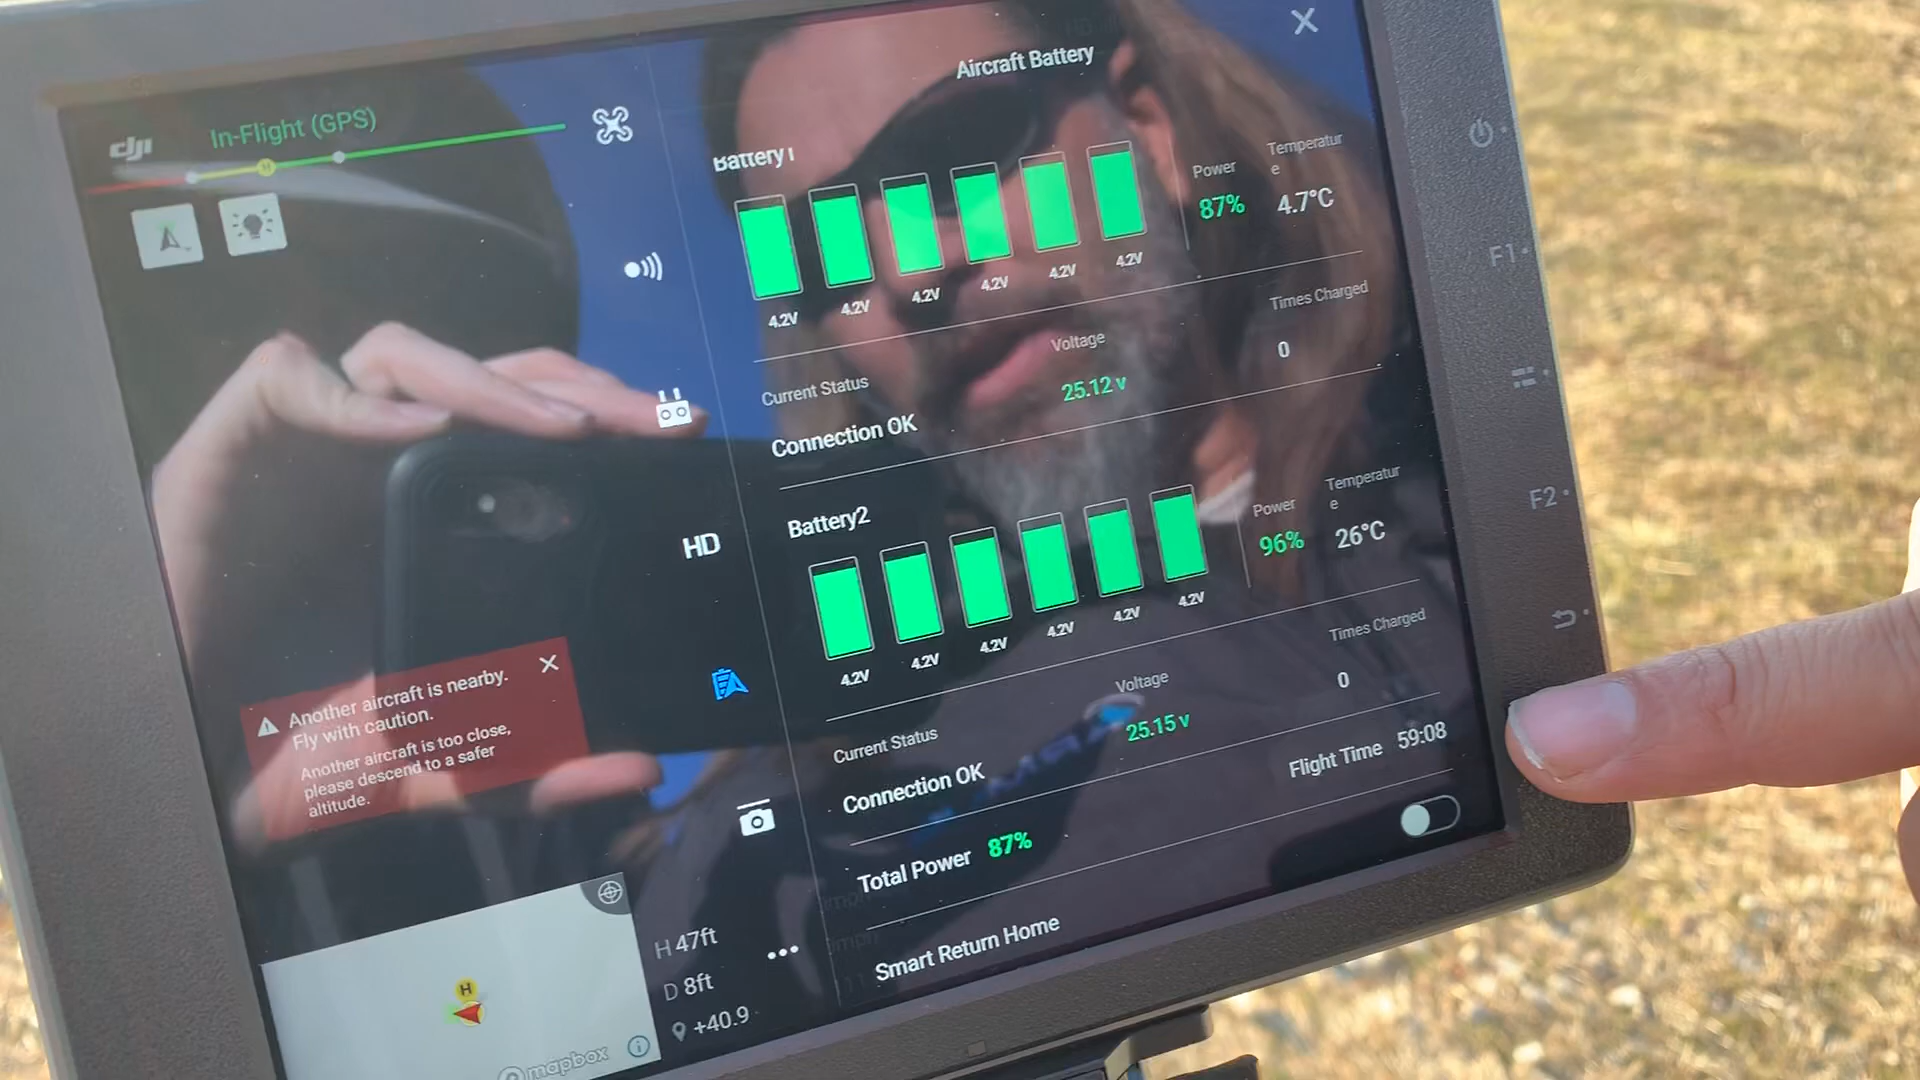 dji
In-Flight (GPS)
H
HD
Another aircraft is nearby.
Fly with caution.
Another aircraft is too close,
please descend to a safer
altitude.
H
mapbox
H 47ft
D 8ft
+40.9
Aircraft Battery
Battery1
4.2V 4.2V 4.2V 4.2V 4.2V 4.2V
Power
87%
Temperatur
e
4.7°C
Current Status
Connection OK
Voltage
25.12 v
Times Charged
0
Battery2
4.2V 4.2V 4.2V 4.2V 4.2V 4.2V
Power
96%
Temperatur
e
26°C
Current Status
Connection OK
Voltage
25.15 v
Times Charged
0
Total Power 87%
Flight Time 59:08
Smart Return Home
F1
F2